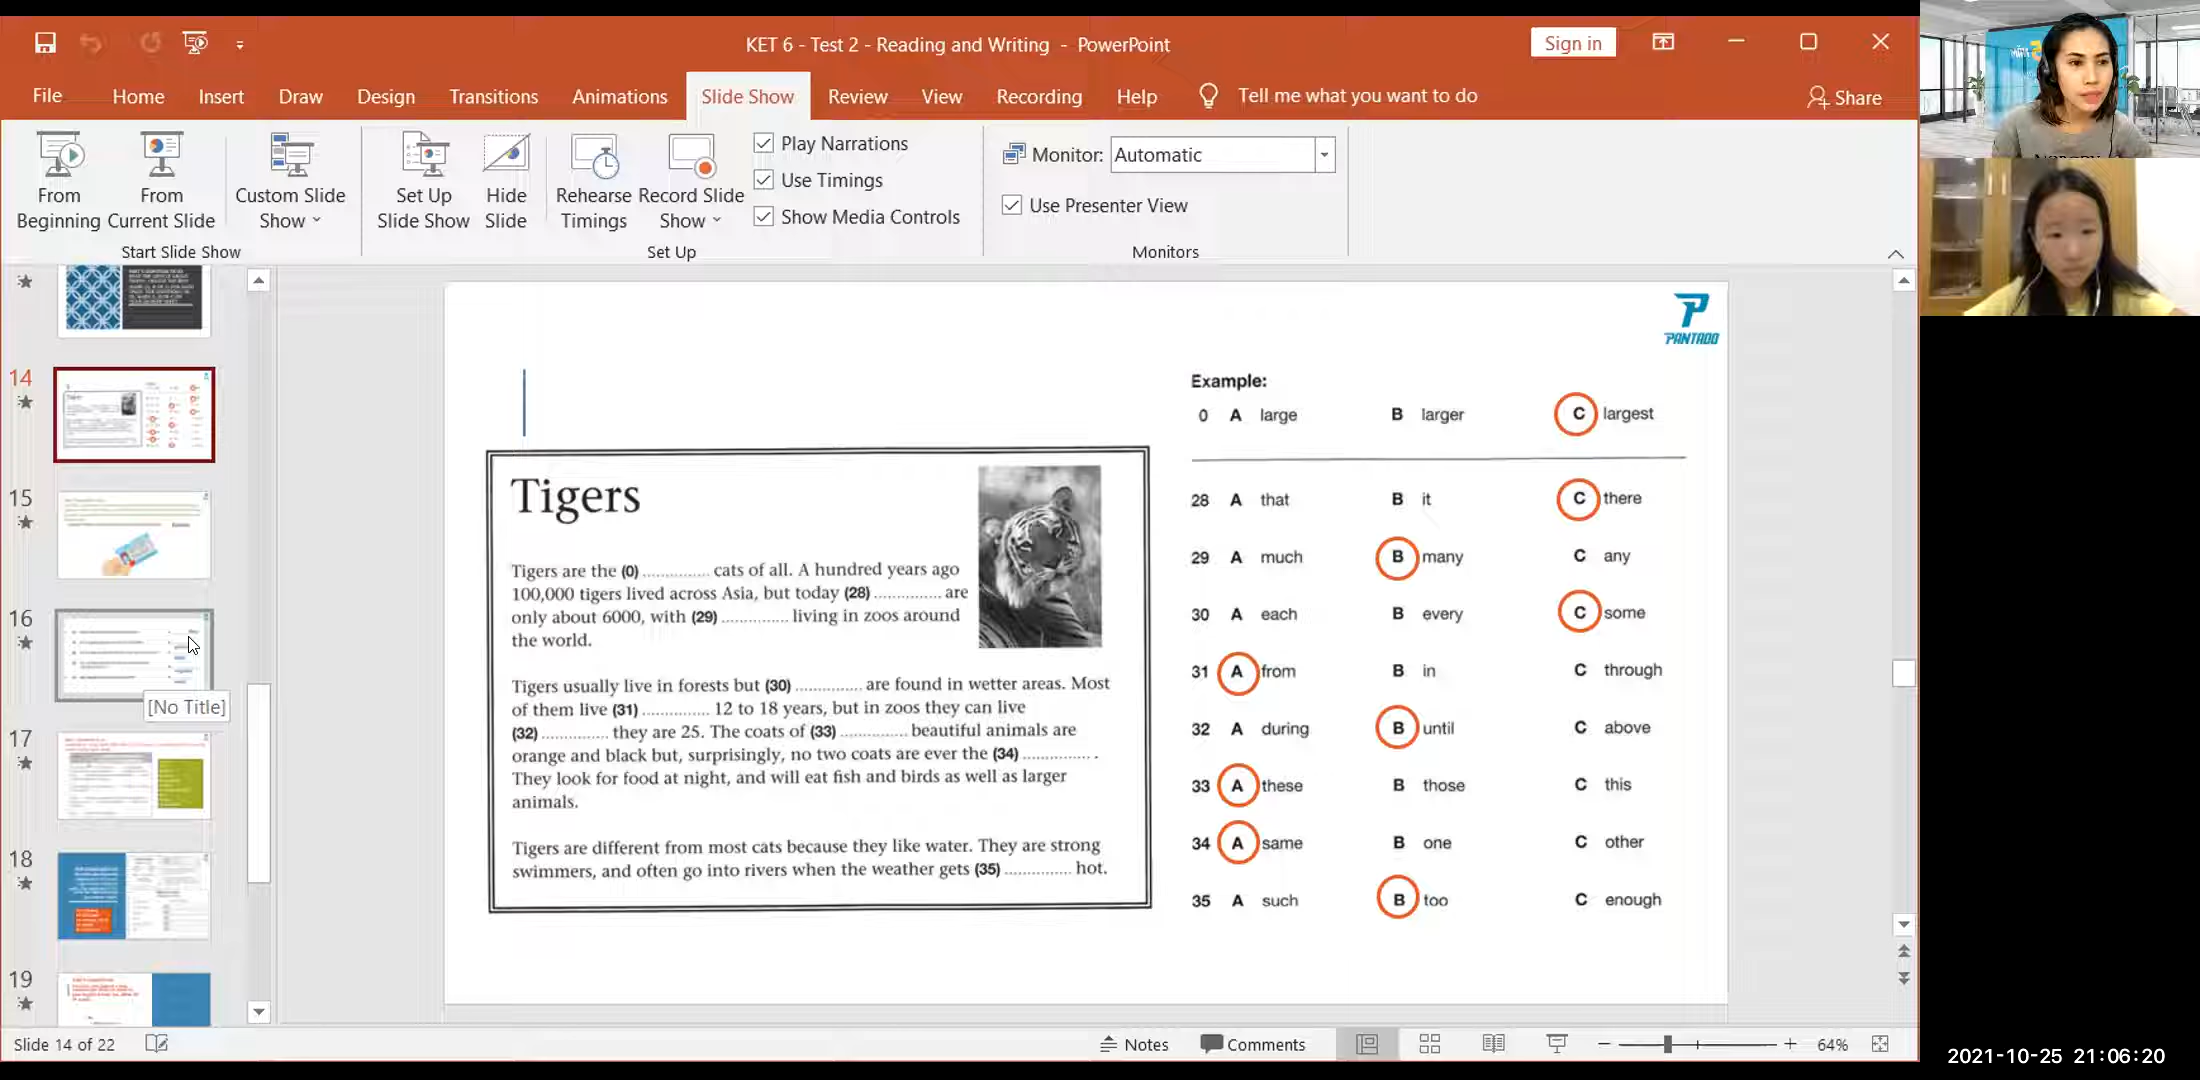 KET 6 - Test 2 - Reading and Writing - PowerPoint
Sign in
File Home Insert Draw Design Transitions Animations Slide Show Review View Recording Help Tell me what you want to do
Share
From Beginning
From Current Slide
Custom Slide Show
Set Up Slide Show
Hide Slide
Rehearse Timings
Record Slide Show
Play Narrations
Use Timings
Show Media Controls
Monitor: Automatic
Use Presenter View
Start Slide Show
Set Up
Monitors
14
15
16
[No Title]
17
18
19
PANTADO
Tigers
Tigers are the (0) .............. cats of all. A hundred years ago
100,000 tigers lived across Asia, but today (28) .............. are
only about 6000, with (29) .............. living in zoos around
the world.
Tigers usually live in forests but (30) .............. are found in wetter areas. Most
of them live (31) .............. 12 to 18 years, but in zoos they can live
(32) .............. they are 25. The coats of (33) .............. beautiful animals are
orange and black but, surprisingly, no two coats are ever the (34) .............. .
They look for food at night, and will eat fish and birds as well as larger
animals.
Tigers are different from most cats because they like water. They are strong
swimmers, and often go into rivers when the weather gets (35) .............. hot.
Example:
0 A large B larger C largest
28 A that B it C there
29 A much B many C any
30 A each B every C some
31 A from B in C through
32 A during B until C above
33 A these B those C this
34 A same B one C other
35 A such B too C enough
Slide 14 of 22
Notes
Comments
64%
2021-10-25 21:06:20